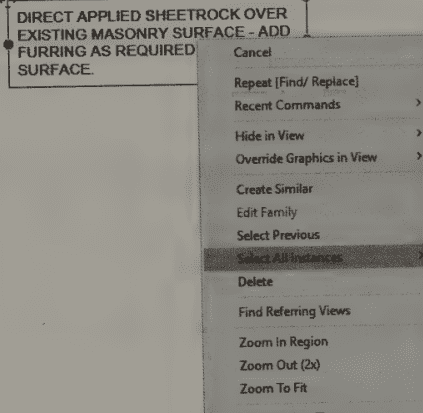 DIRECT APPLIED SHEETROCK OVER
EXISTING MASONRY SURFACE - ADD
FURRING AS REQUIRED
SURFACE.
Cancel
Repeat [Find/ Replace]
Recent Commands
Hide in View
Override Graphics in View
Create Similar
Edit Family
Select Previous
Select All Instances
Delete
Find Referring Views
Zoom In Region
Zoom Out (2x)
Zoom To Fit